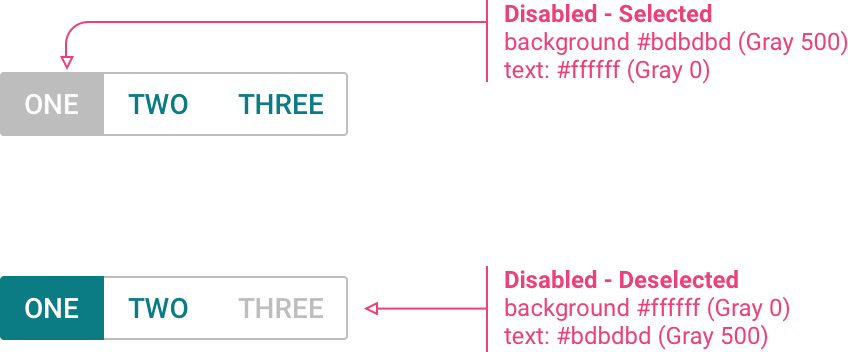 Disabled - Selected
background #bdbdbd (Gray 500)
text: #ffffff (Gray 0)
ONE TWO THREE
Disabled - Deselected
background #ffffff (Gray 0)
text: #bdbdbd (Gray 500)
ONE TWO THREE